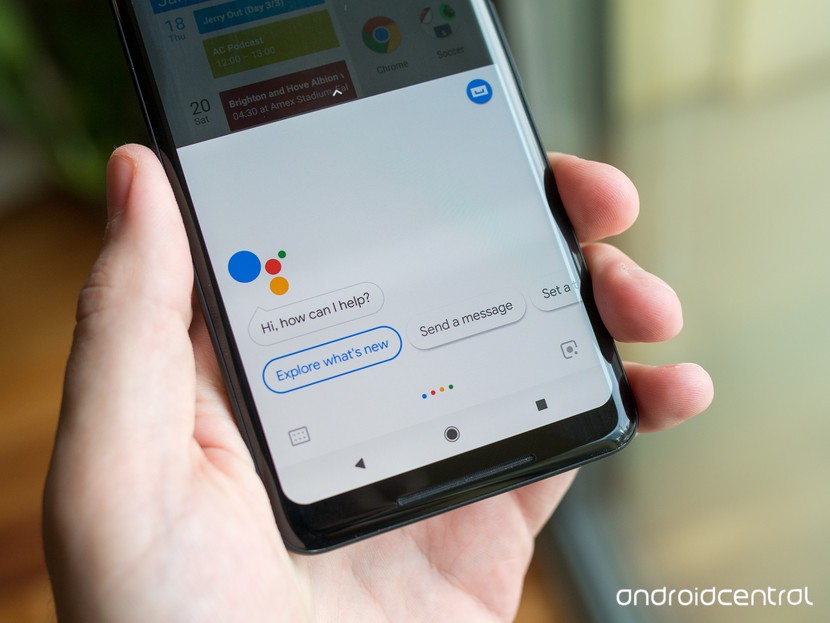 18
Thu
Jerry Out (Day 3/3)
AC Podcast
12:00 – 13:00
Chrome
Soccer
20
Sat
Brighton and Hove Albion v
04:30 at Amex Stadium
Hi, how can I help?
Explore what's new
Send a message
Set a
androidcentral